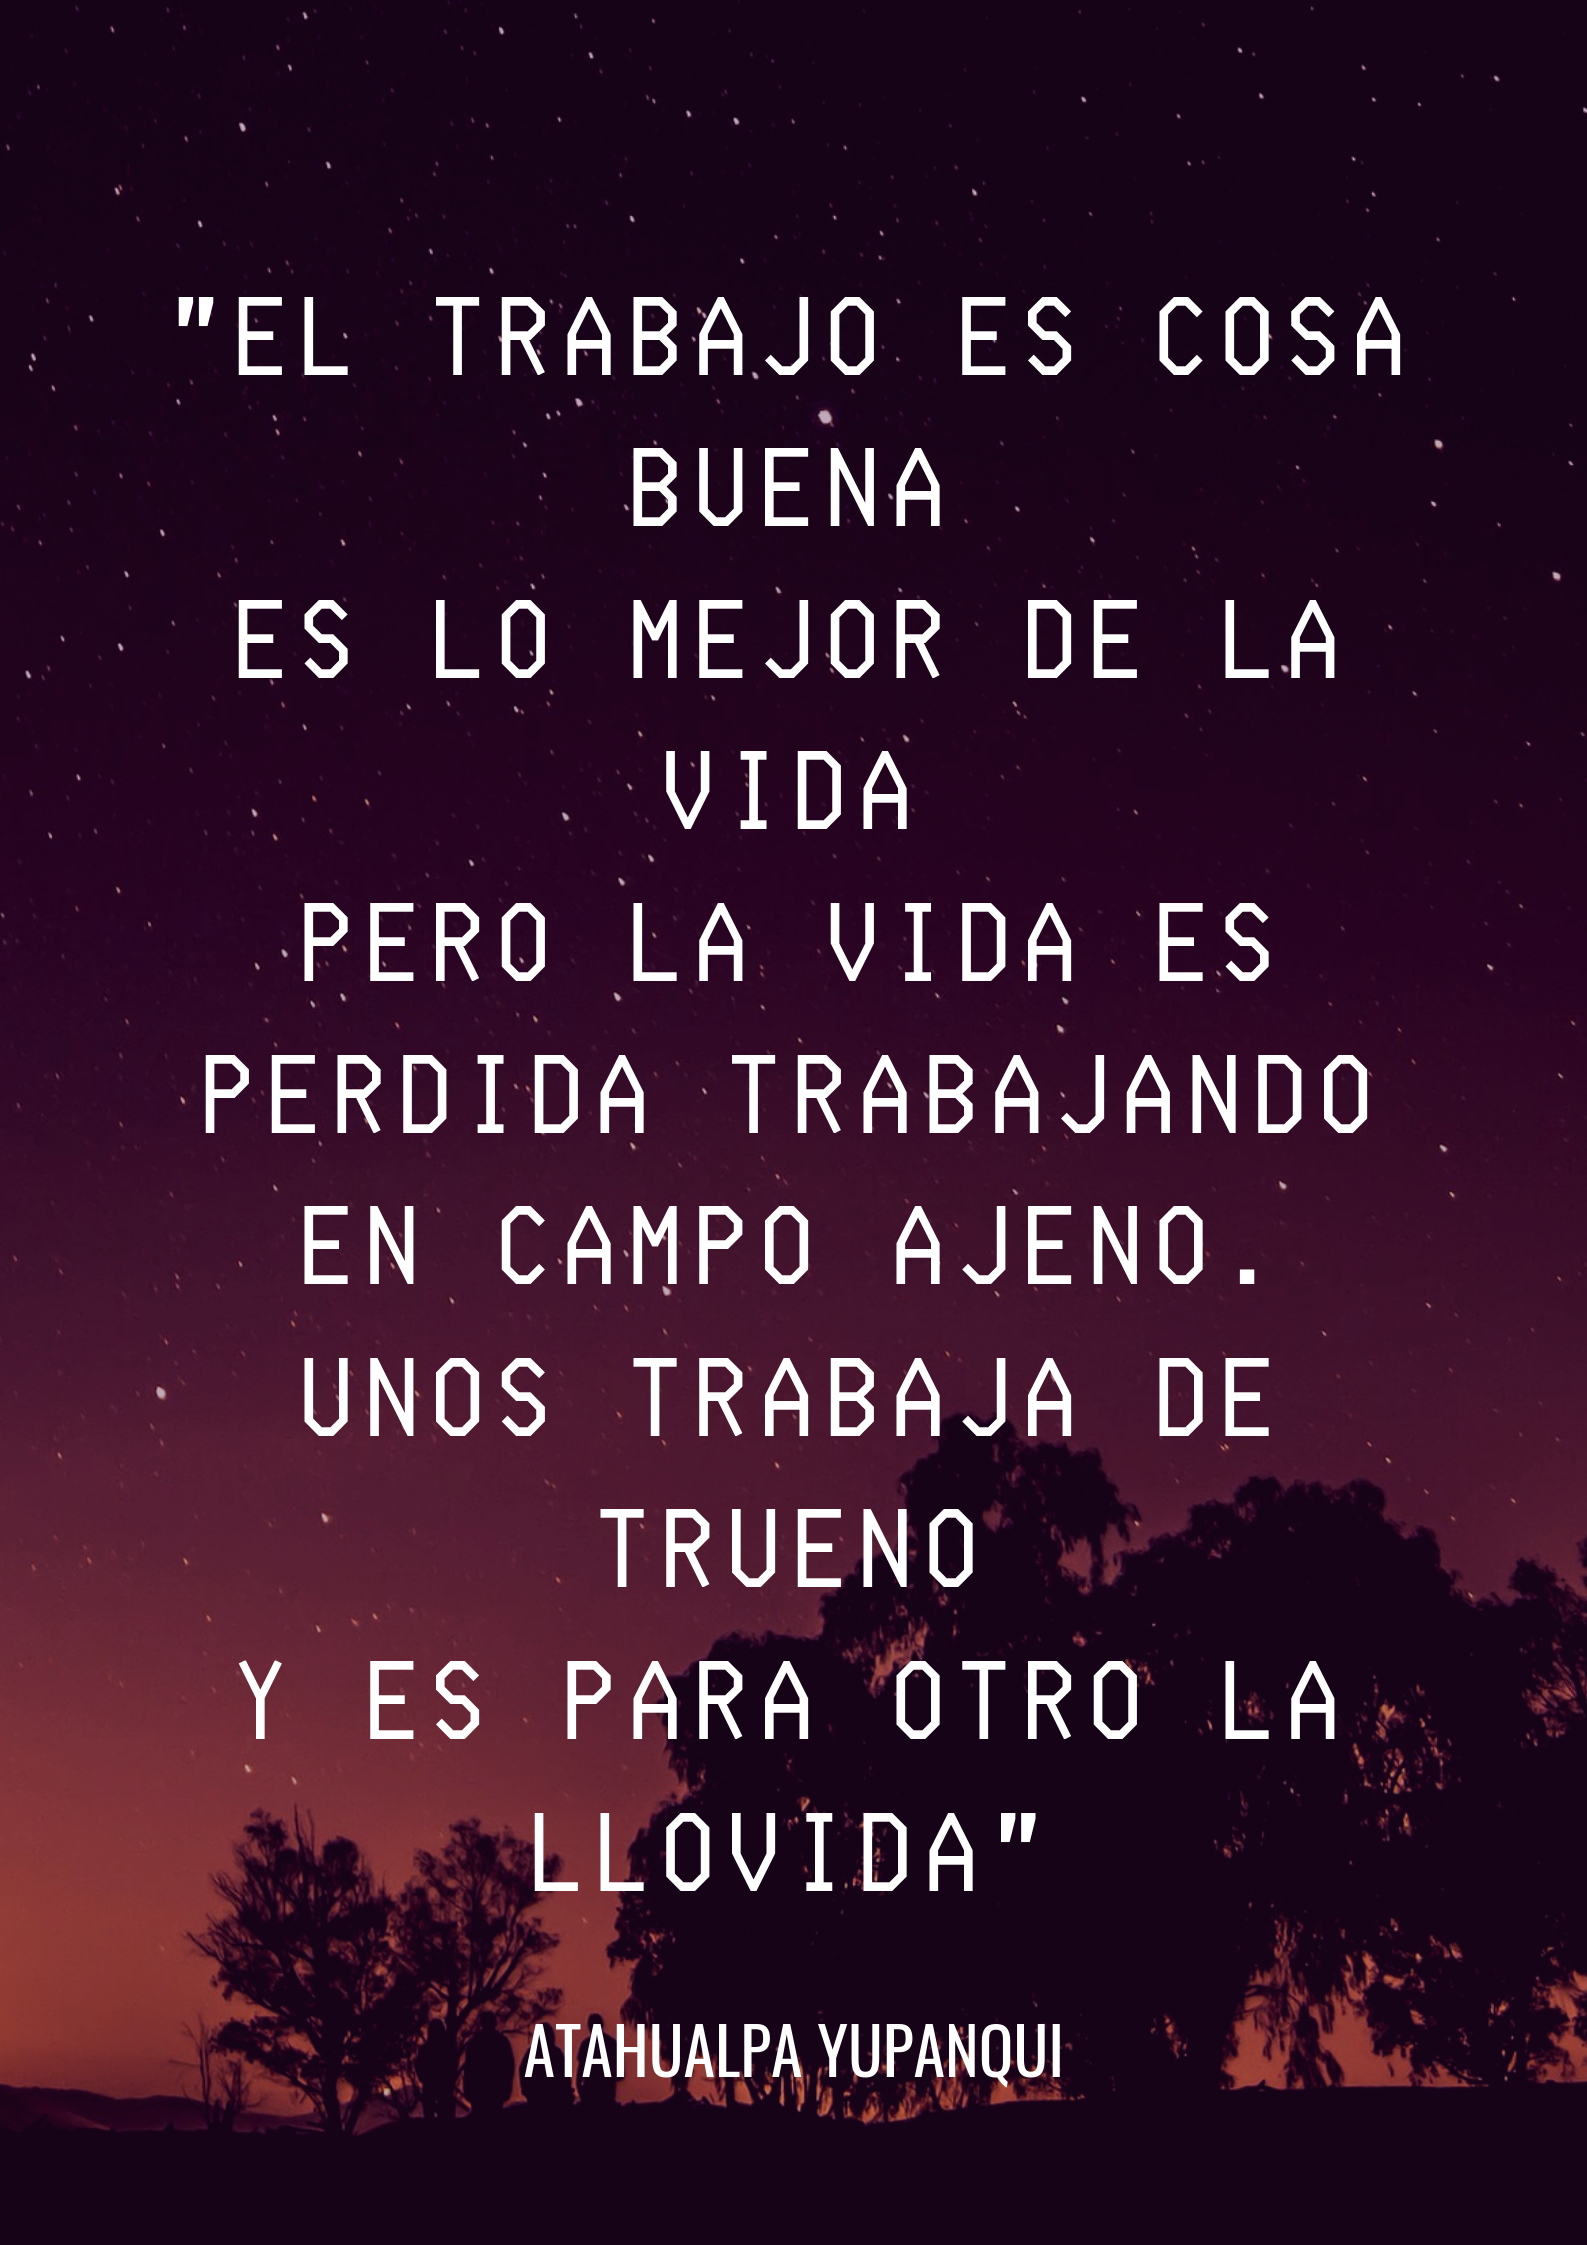 "EL TRABAJO ES COSA
BUENA
ES LO MEJOR DE LA
VIDA
PERO LA VIDA ES
PERDIDA TRABAJANDO
EN CAMPO AJENO.
UNOS TRABAJA DE
TRUENO
Y ES PARA OTRO LA
LLOVIDA"
ATAHUALPA YUPANQUI